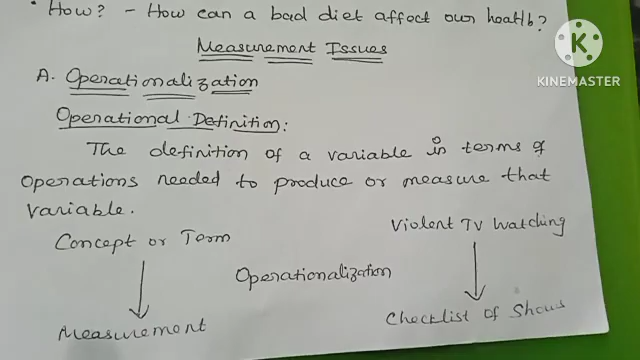 • How? - How can a bad diet affect our health?
KINEMASTER
Measurement Issues
A. Operationalization
Operational Definition:
The definition of a variable in terms of
operations needed to produce or measure that
variable.
Concept or Term
Violent TV Watching
Operationalization
Measurement
Checklist of Shows